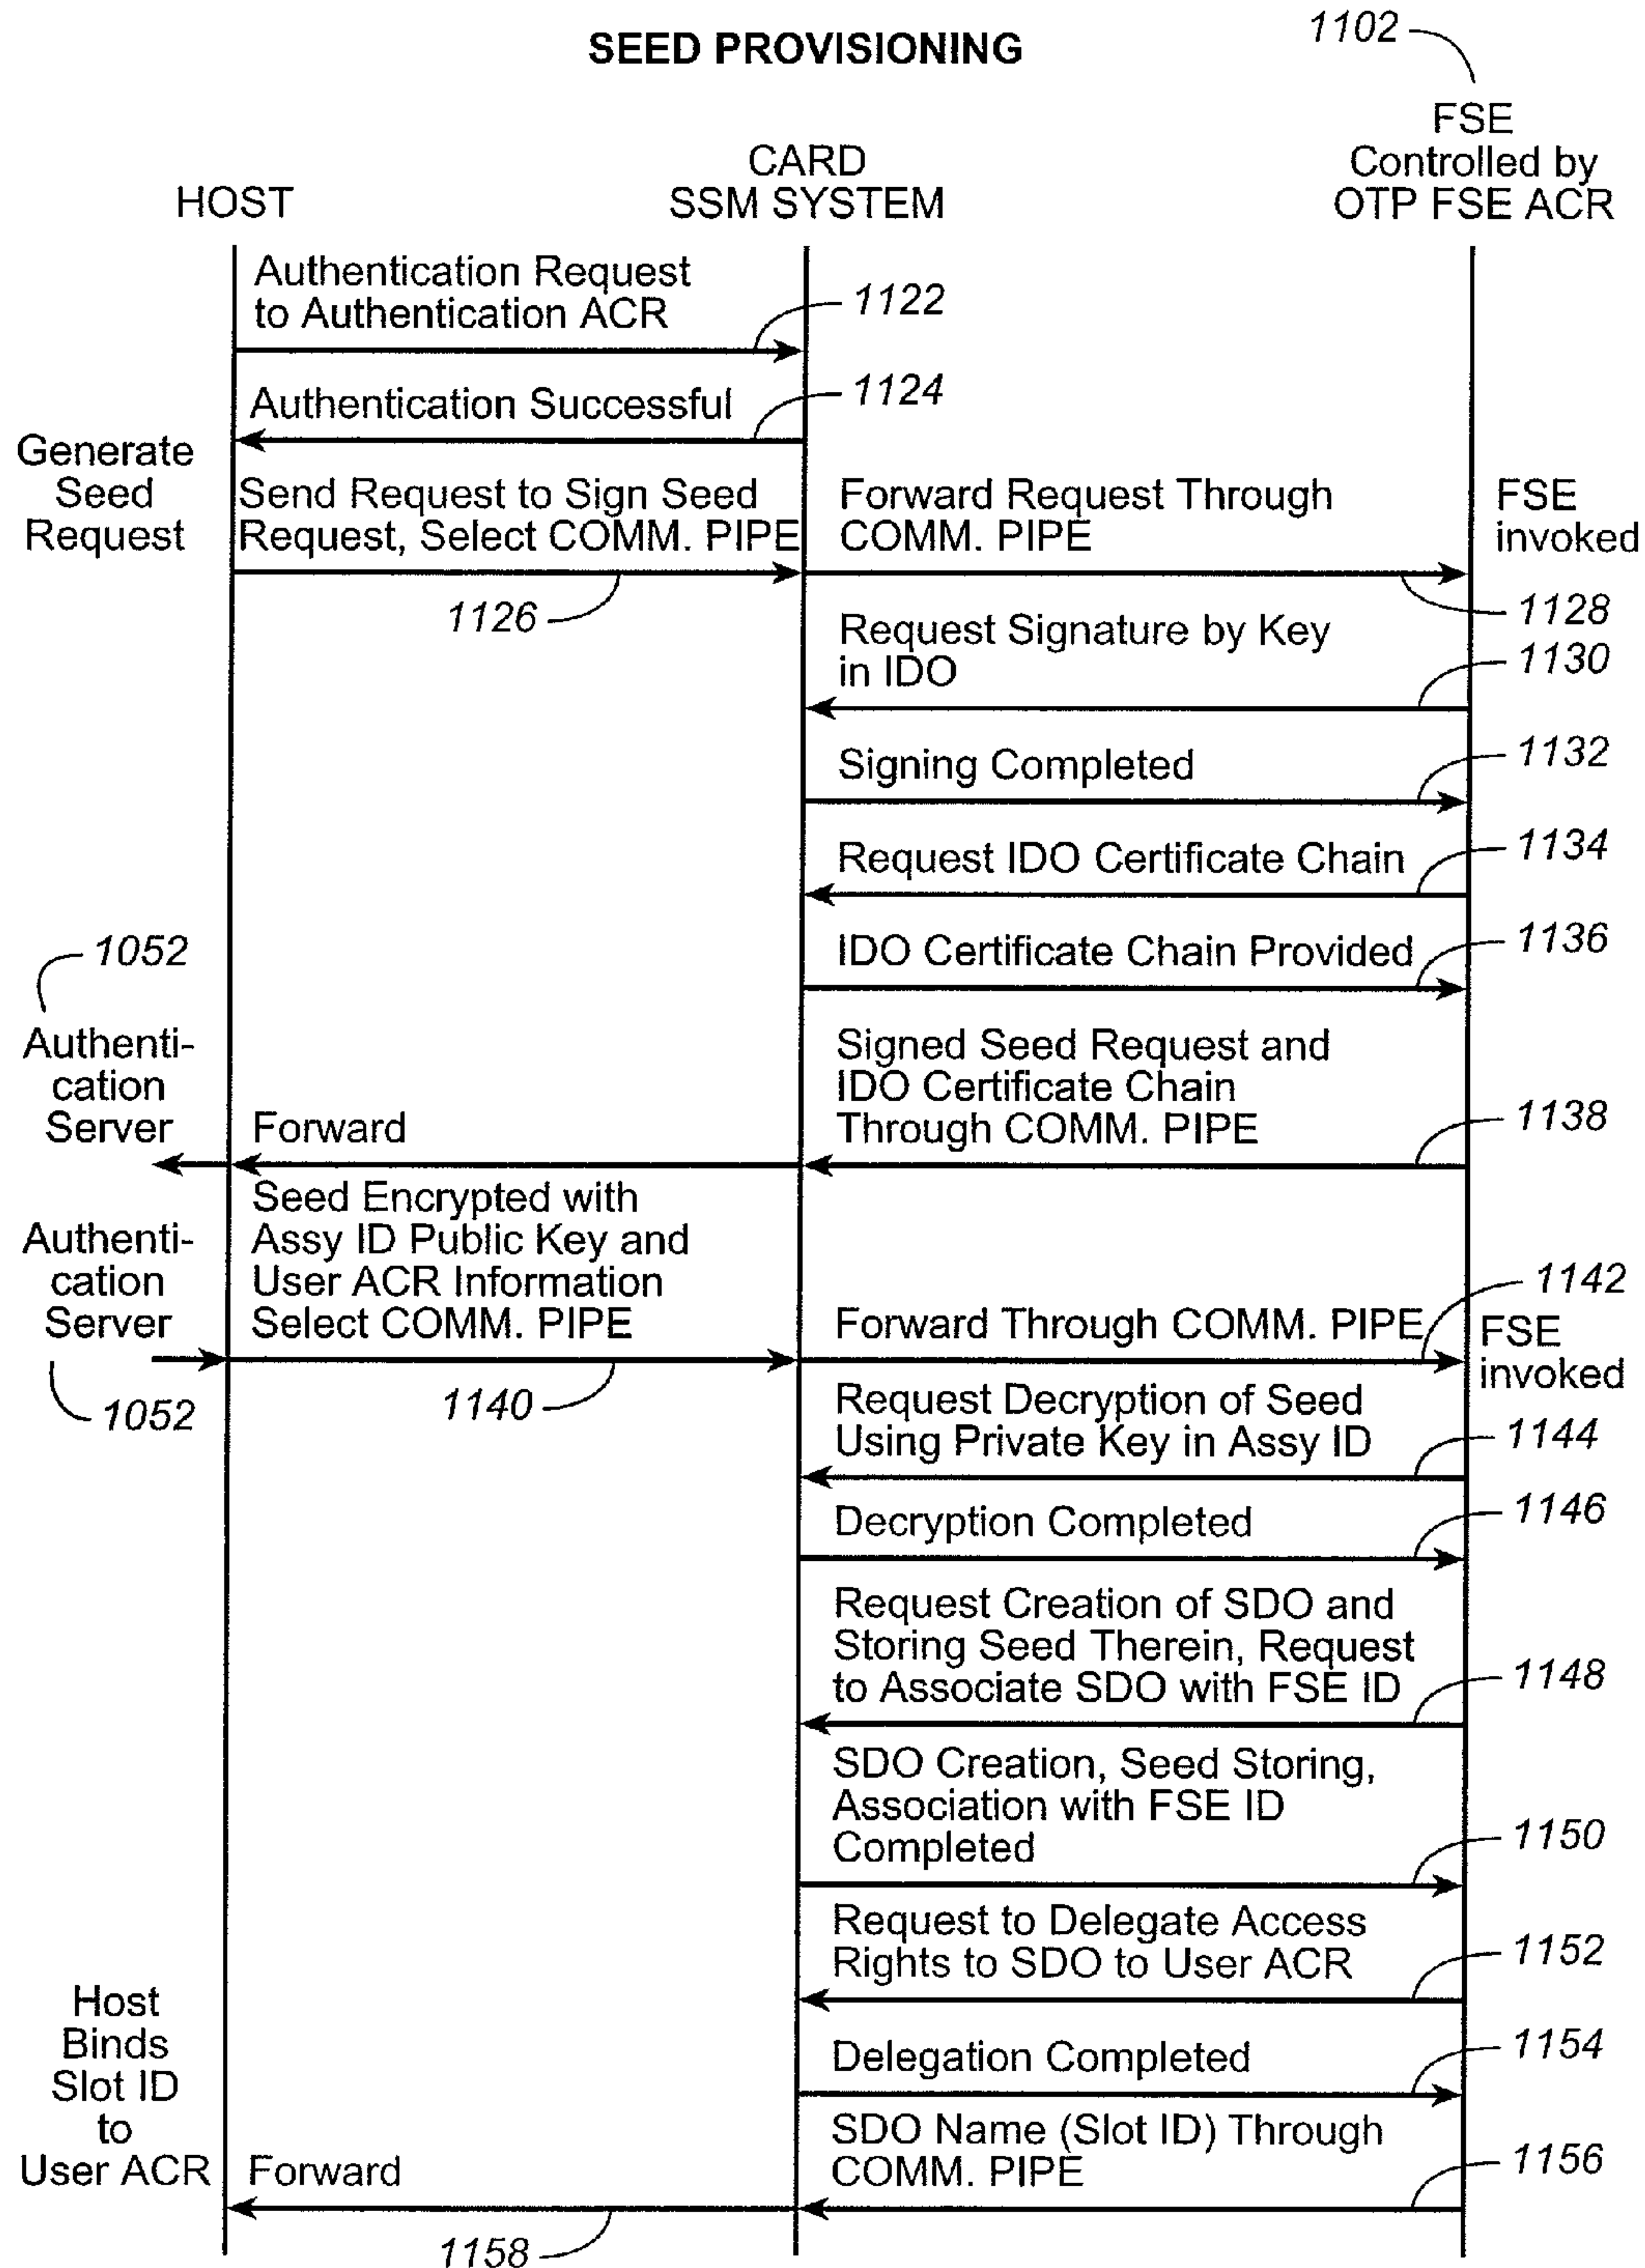 SEED PROVISIONING
1102
FSE
Controlled by
OTP FSE ACR
CARD
SSM SYSTEM
HOST
Authentication Request
to Authentication ACR
1122
Authentication Successful
1124
Generate
Seed
Request
Send Request to Sign Seed
Request, Select COMM. PIPE
1126
Forward Request Through
COMM. PIPE
FSE
invoked
1128
Request Signature by Key
in IDO
1130
Signing Completed
1132
Request IDO Certificate Chain
1134
IDO Certificate Chain Provided
1136
1052
Authenti-
cation
Server
Forward
Signed Seed Request and
IDO Certificate Chain
Through COMM. PIPE
1138
Authenti-
cation
Server
1052
Seed Encrypted with
Assy ID Public Key and
User ACR Information
Select COMM. PIPE
1140
Forward Through COMM. PIPE
1142
FSE
invoked
Request Decryption of Seed
Using Private Key in Assy ID
1144
Decryption Completed
1146
Request Creation of SDO and
Storing Seed Therein, Request
to Associate SDO with FSE ID
1148
SDO Creation, Seed Storing,
Association with FSE ID
Completed
1150
Request to Delegate Access
Rights to SDO to User ACR
1152
Delegation Completed
1154
Host
Binds
Slot ID
to
User ACR
SDO Name (Slot ID) Through
COMM. PIPE
1156
Forward
1158